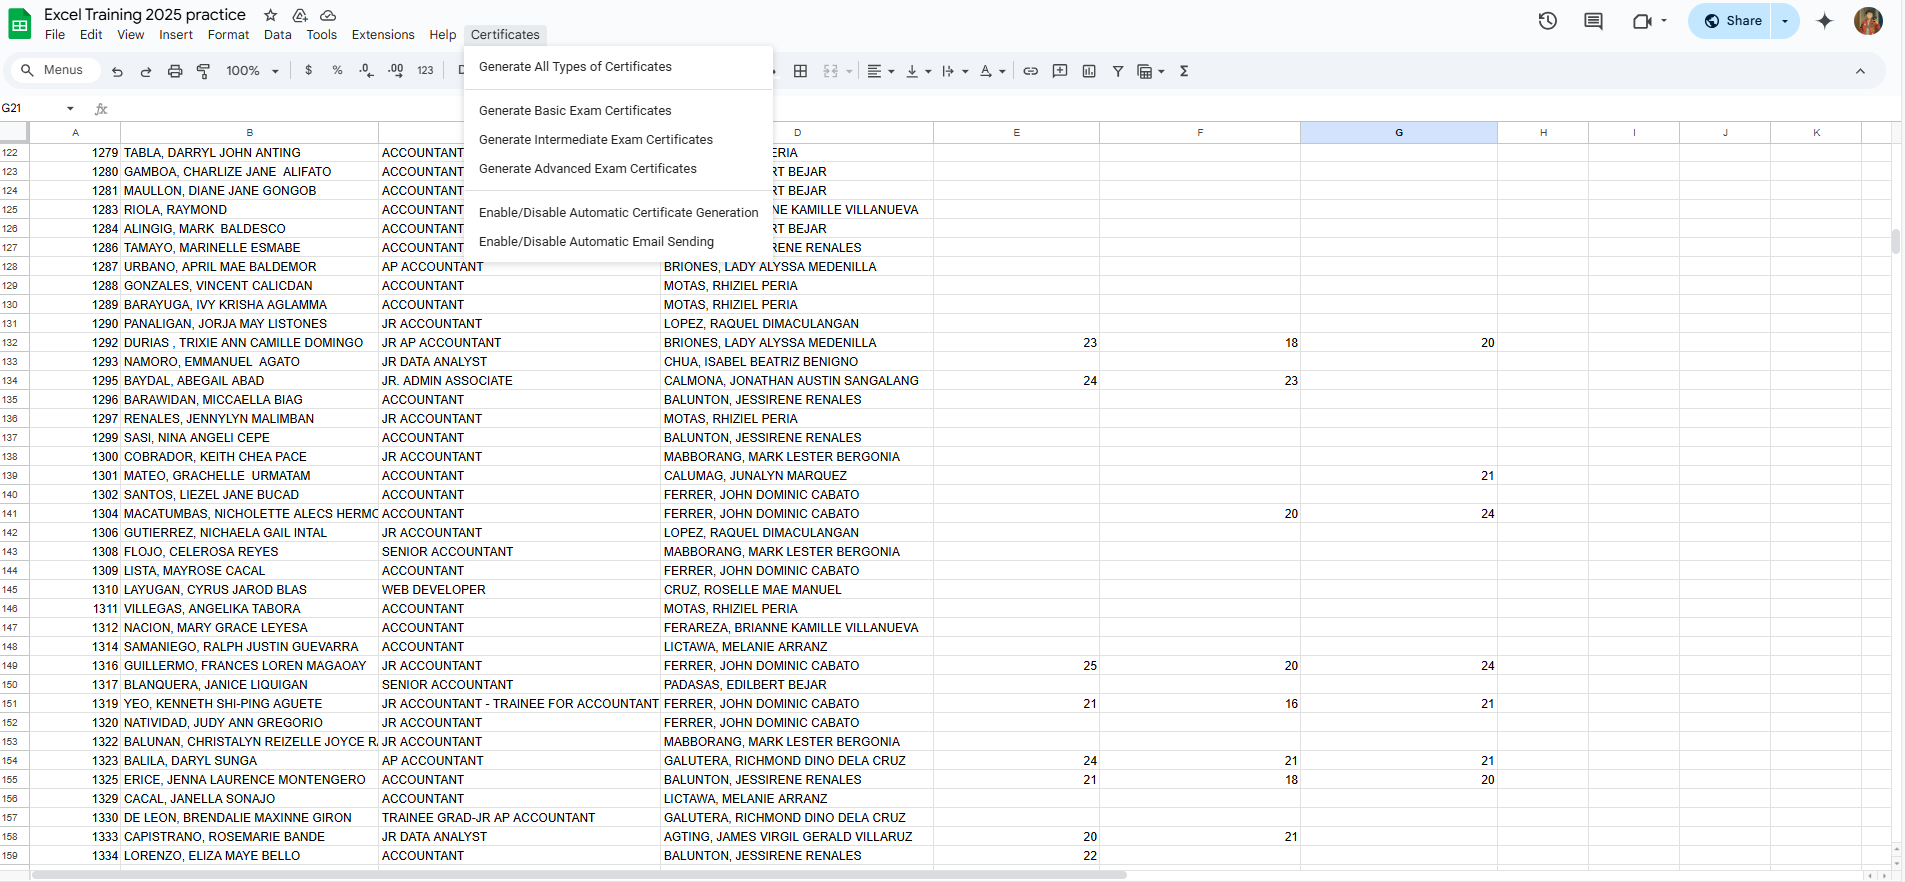 Excel Training 2025 practice
File Edit View Insert Format Data Tools Extensions Help Certificates
Share
Menus 100% $ % .0 .00 123
G21 fx
Generate All Types of Certificates
Generate Basic Exam Certificates
Generate Intermediate Exam Certificates
Generate Advanced Exam Certificates
Enable/Disable Automatic Certificate Generation
Enable/Disable Automatic Email Sending
A B D E F G H I J K
122 1279 TABLA, DARRYL JOHN ANTING ACCOUNTANT ERIA
123 1280 GAMBOA, CHARLIZE JANE ALIFATO ACCOUNTANT RT BEJAR
124 1281 MAULLON, DIANE JANE GONGOB ACCOUNTANT RT BEJAR
125 1283 RIOLA, RAYMOND ACCOUNTANT NE KAMILLE VILLANUEVA
126 1284 ALINGIG, MARK BALDESCO ACCOUNTANT RT BEJAR
127 1286 TAMAYO, MARINELLE ESMABE ACCOUNTANT RENE RENALES
128 1287 URBANO, APRIL MAE BALDEMOR AP ACCOUNTANT BRIONES, LADY ALYSSA MEDENILLA
129 1288 GONZALES, VINCENT CALICDAN ACCOUNTANT MOTAS, RHIZIEL PERIA
130 1289 BARAYUGA, IVY KRISHA AGLAMMA ACCOUNTANT MOTAS, RHIZIEL PERIA
131 1290 PANALIGAN, JORJA MAY LISTONES JR ACCOUNTANT LOPEZ, RAQUEL DIMACULANGAN
132 1292 DURIAS , TRIXIE ANN CAMILLE DOMINGO JR AP ACCOUNTANT BRIONES, LADY ALYSSA MEDENILLA 23 18 20
133 1293 NAMORO, EMMANUEL AGATO JR DATA ANALYST CHUA, ISABEL BEATRIZ BENIGNO
134 1295 BAYDAL, ABEGAIL ABAD JR. ADMIN ASSOCIATE CALMONA, JONATHAN AUSTIN SANGALANG 24 23
135 1296 BARAWIDAN, MICCAELLA BIAG ACCOUNTANT BALUNTON, JESSIRENE RENALES
136 1297 RENALES, JENNYLYN MALIMBAN JR ACCOUNTANT MOTAS, RHIZIEL PERIA
137 1299 SASI, NINA ANGELI CEPE ACCOUNTANT BALUNTON, JESSIRENE RENALES
138 1300 COBRADOR, KEITH CHEA PACE JR ACCOUNTANT MABBORANG, MARK LESTER BERGONIA
139 1301 MATEO, GRACHELLE URMATAM ACCOUNTANT CALUMAG, JUNALYN MARQUEZ 21
140 1302 SANTOS, LIEZEL JANE BUCAD ACCOUNTANT FERRER, JOHN DOMINIC CABATO
141 1304 MACATUMBAS, NICHOLETTE ALECS HERMO ACCOUNTANT FERRER, JOHN DOMINIC CABATO 20 24
142 1306 GUTIERREZ, NICHAELA GAIL INTAL JR ACCOUNTANT LOPEZ, RAQUEL DIMACULANGAN
143 1308 FLOJO, CELEROSA REYES SENIOR ACCOUNTANT MABBORANG, MARK LESTER BERGONIA
144 1309 LISTA, MAYROSE CACAL ACCOUNTANT FERRER, JOHN DOMINIC CABATO
145 1310 LAYUGAN, CYRUS JAROD BLAS WEB DEVELOPER CRUZ, ROSELLE MAE MANUEL
146 1311 VILLEGAS, ANGELIKA TABORA ACCOUNTANT MOTAS, RHIZIEL PERIA
147 1312 NACION, MARY GRACE LEYESA ACCOUNTANT FERAREZA, BRIANNE KAMILLE VILLANUEVA
148 1314 SAMANIEGO, RALPH JUSTIN GUEVARRA ACCOUNTANT LICTAWA, MELANIE ARRANZ
149 1316 GUILLERMO, FRANCES LOREN MAGAOAY JR ACCOUNTANT FERRER, JOHN DOMINIC CABATO 25 20 24
150 1317 BLANQUERA, JANICE LIQUIGAN SENIOR ACCOUNTANT PADASAS, EDILBERT BEJAR
151 1319 YEO, KENNETH SHI-PING AGUETE JR ACCOUNTANT - TRAINEE FOR ACCOUNTANT FERRER, JOHN DOMINIC CABATO 21 16 21
152 1320 NATIVIDAD, JUDY ANN GREGORIO JR ACCOUNTANT FERRER, JOHN DOMINIC CABATO
153 1322 BALUNAN, CHRISTALYN REIZELLE JOYCE R JR ACCOUNTANT MABBORANG, MARK LESTER BERGONIA
154 1323 BALILA, DARYL SUNGA AP ACCOUNTANT GALUTERA, RICHMOND DINO DELA CRUZ 24 21 21
155 1325 ERICE, JENNA LAURENCE MONTENGERO ACCOUNTANT BALUNTON, JESSIRENE RENALES 21 18 20
156 1329 CACAL, JANELLA SONAJO ACCOUNTANT LICTAWA, MELANIE ARRANZ
157 1330 DE LEON, BRENDALIE MAXINNE GIRON TRAINEE GRAD-JR AP ACCOUNTANT GALUTERA, RICHMOND DINO DELA CRUZ
158 1333 CAPISTRANO, ROSEMARIE BANDE JR DATA ANALYST AGTING, JAMES VIRGIL GERALD VILLARUZ 20 21
159 1334 LORENZO, ELIZA MAYE BELLO ACCOUNTANT BALUNTON, JESSIRENE RENALES 22